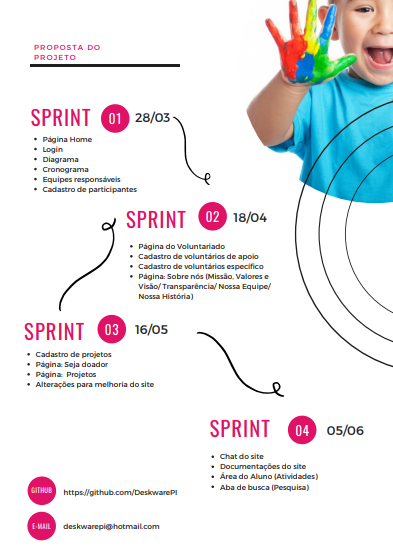 PROPOSTA DO
PROJETO
SPRINT 01 28/03
• Página Home
• Login
• Diagrama
• Cronograma
• Equipes responsáveis
• Cadastro de participantes
SPRINT 02 18/04
• Página do Voluntariado
• Cadastro de voluntários de apoio
• Cadastro de voluntários específico
• Página: Sobre nós (Missão, Valores e
Visão/ Transparência/ Nossa Equipe/
Nossa História)
SPRINT 03 16/05
• Cadastro de projetos
• Página: Seja doador
• Página: Projetos
• Alterações para melhoria do site
SPRINT 04 05/06
• Chat do site
• Documentações do site
• Área do Aluno (Atividades)
• Aba de busca (Pesquisa)
GITHUB https://github.com/DeskwarePI
E-MAIL deskwarepi@hotmail.com